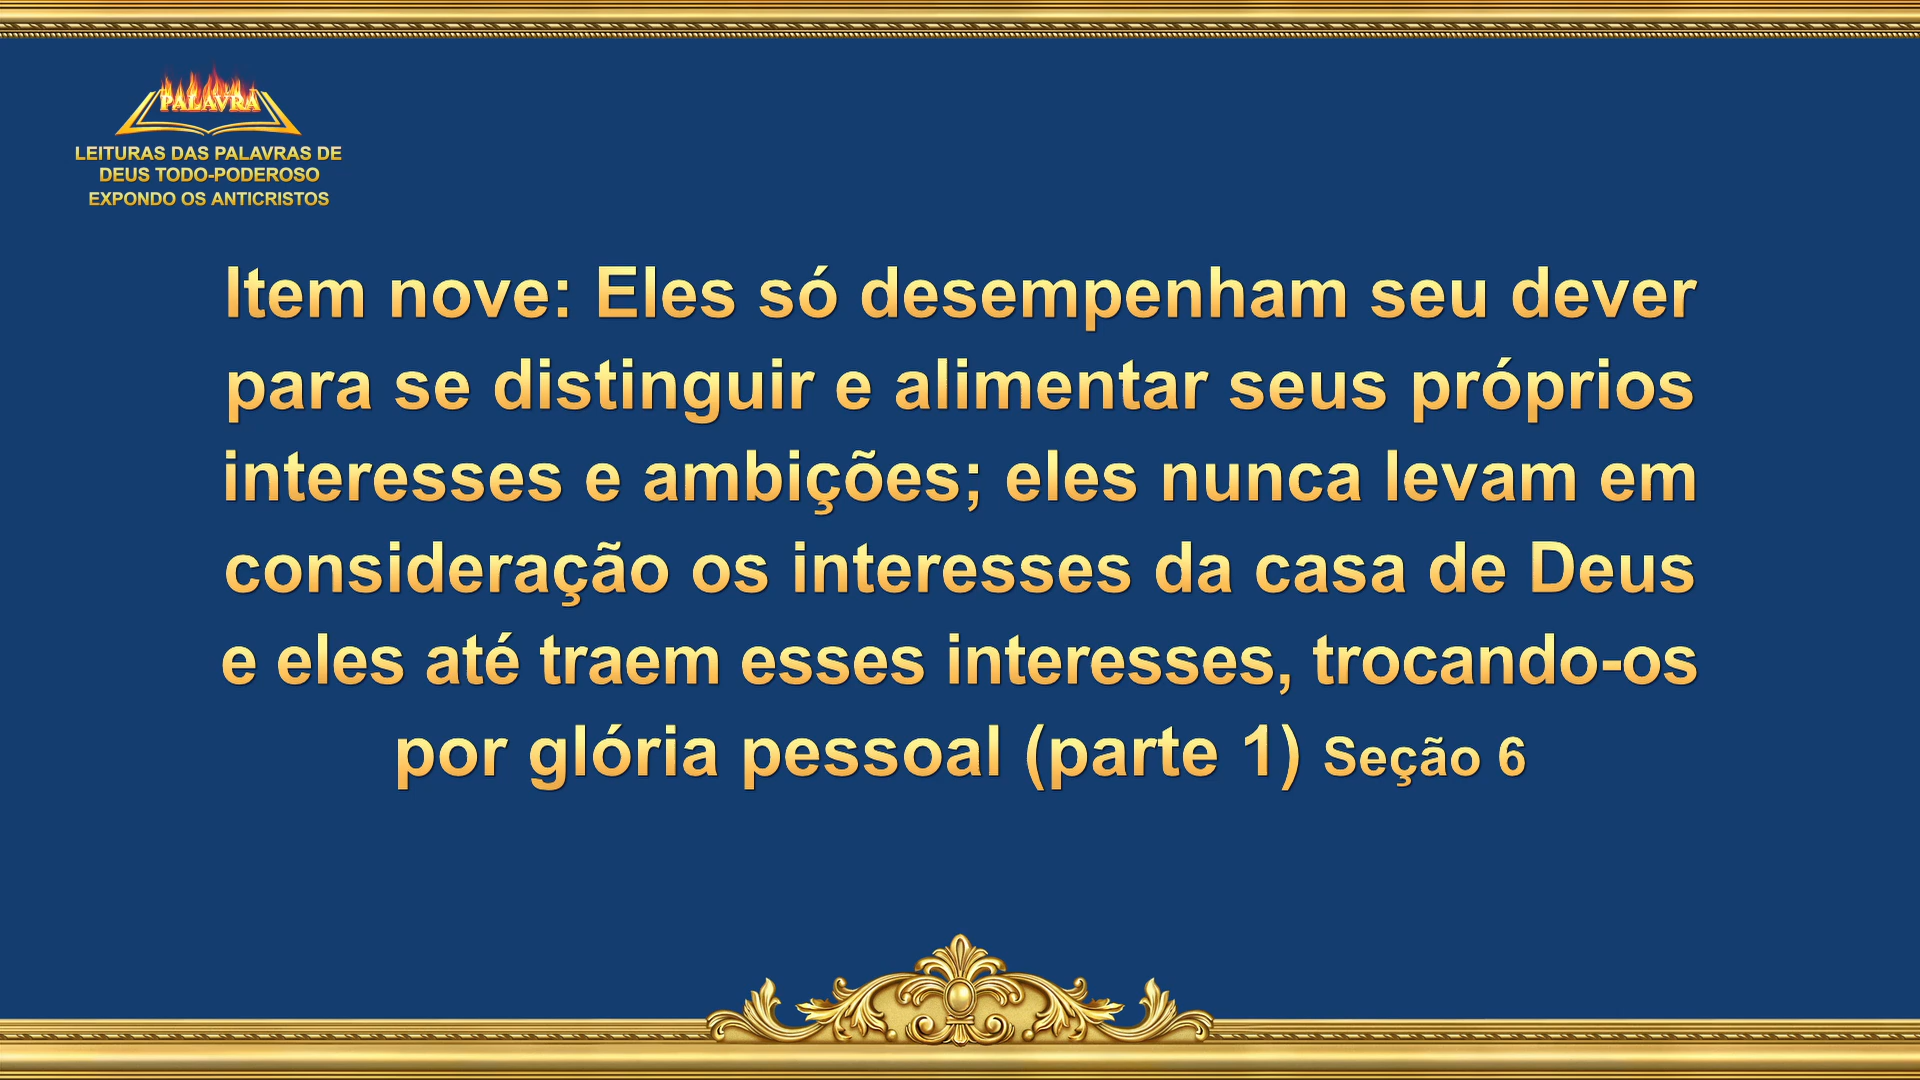 PALAVRA
LEITURAS DAS PALAVRAS DE
DEUS TODO-PODEROSO
EXPONDO OS ANTICRISTOS
Item nove: Eles só desempenham seu dever
para se distinguir e alimentar seus próprios
interesses e ambições; eles nunca levam em
consideração os interesses da casa de Deus
e eles até traem esses interesses, trocando-os
por glória pessoal (parte 1) Seção 6